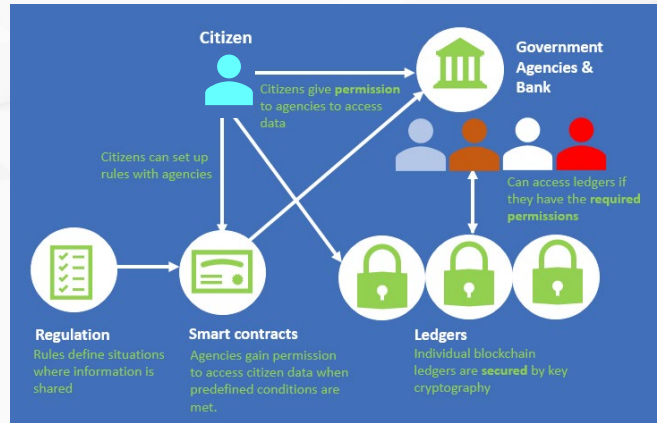 Citizen
Government
Agencies &
Bank
Citizens give permission
to agencies to access
data
Citizens can set up
rules with agencies
Can access ledgers if
they have the required
permissions
Regulation
Rules define situations
where information is
shared
Smart contracts
Agencies gain permission
to access citizen data when
predefined conditions are
met.
Ledgers
Individual blockchain
ledgers are secured by key
cryptography